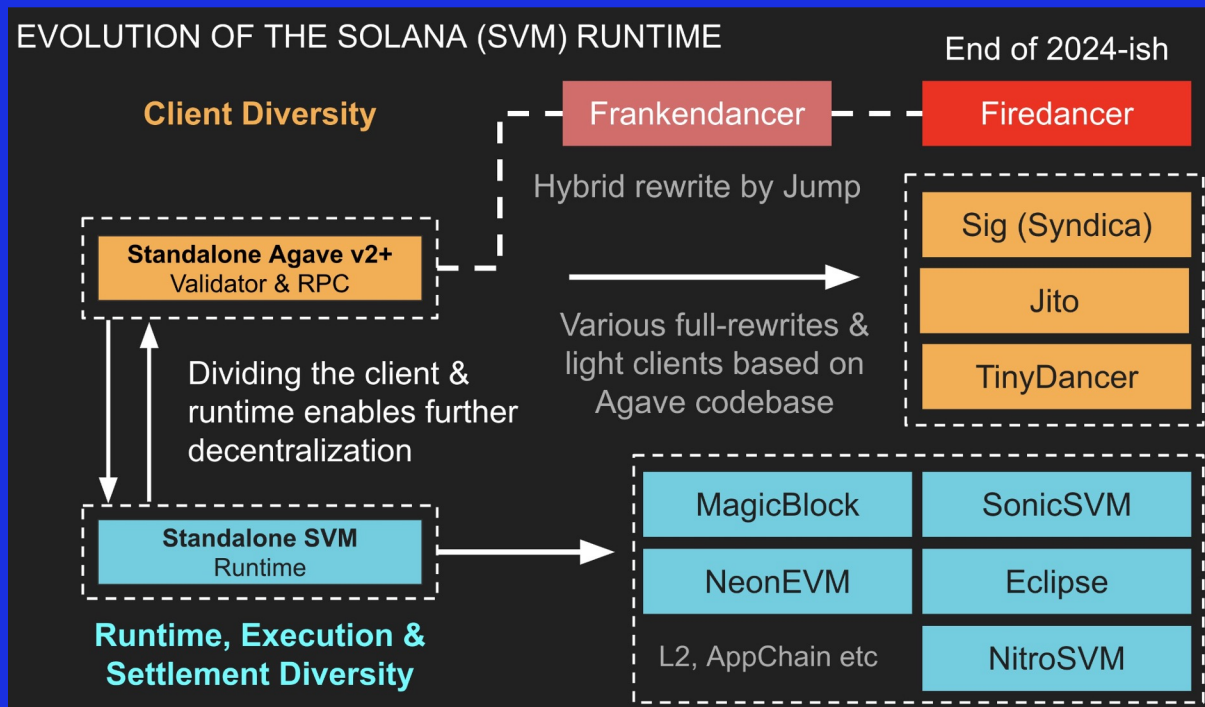 EVOLUTION OF THE SOLANA (SVM) RUNTIME
End of 2024-ish
Client Diversity
Frankendancer
Firedancer
Hybrid rewrite by Jump
Standalone Agave v2+
Validator & RPC
Various full-rewrites &
light clients based on
Agave codebase
Sig (Syndica)
Jito
TinyDancer
Dividing the client &
runtime enables further
decentralization
Standalone SVM
Runtime
Runtime, Execution &
Settlement Diversity
MagicBlock
SonicSVM
NeonEVM
Eclipse
L2, AppChain etc
NitroSVM